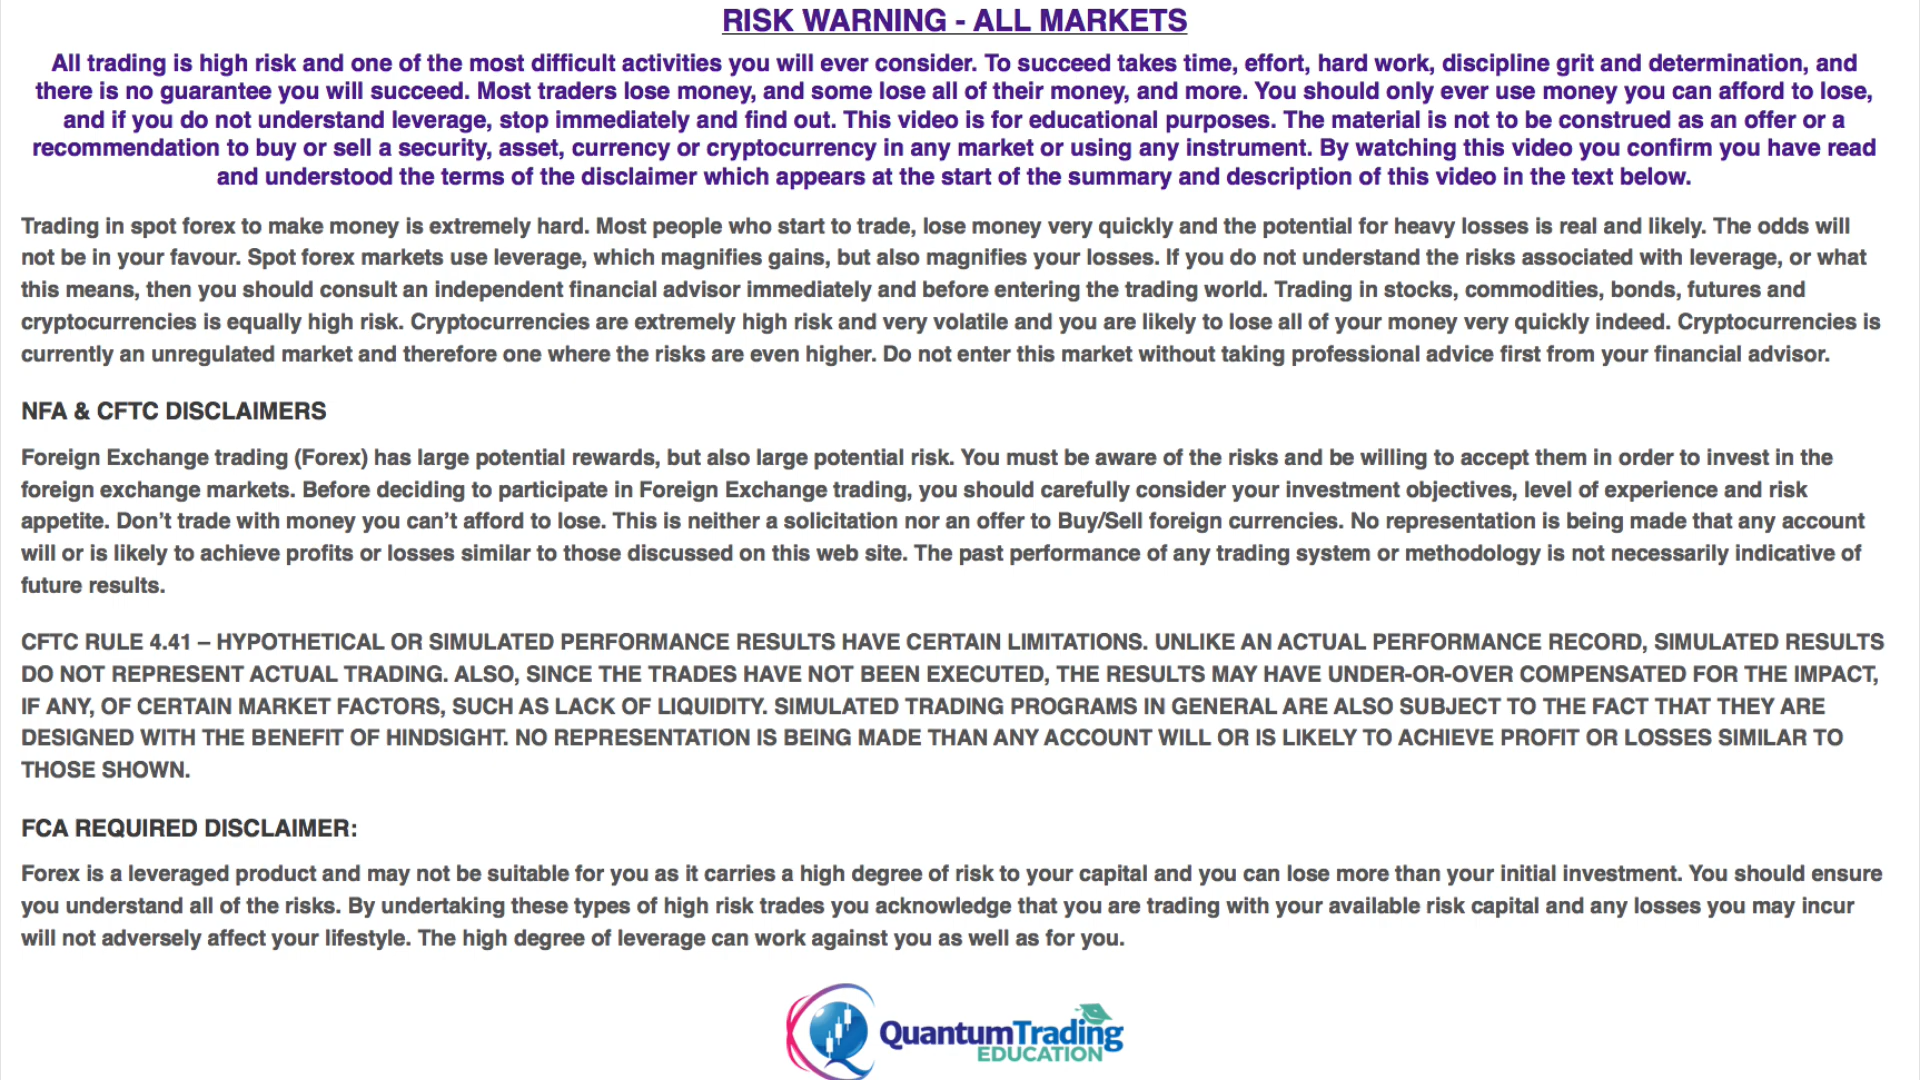 RISK WARNING - ALL MARKETS
All trading is high risk and one of the most difficult activities you will ever consider. To succeed takes time, effort, hard work, discipline grit and determination, and
there is no guarantee you will succeed. Most traders lose money, and some lose all of their money, and more. You should only ever use money you can afford to lose,
and if you do not understand leverage, stop immediately and find out. This video is for educational purposes. The material is not to be construed as an offer or a
recommendation to buy or sell a security, asset, currency or cryptocurrency in any market or using any instrument. By watching this video you confirm you have read
and understood the terms of the disclaimer which appears at the start of the summary and description of this video in the text below.
Trading in spot forex to make money is extremely hard. Most people who start to trade, lose money very quickly and the potential for heavy losses is real and likely. The odds will
not be in your favour. Spot forex markets use leverage, which magnifies gains, but also magnifies your losses. If you do not understand the risks associated with leverage, or what
this means, then you should consult an independent financial advisor immediately and before entering the trading world. Trading in stocks, commodities, bonds, futures and
cryptocurrencies is equally high risk. Cryptocurrencies are extremely high risk and very volatile and you are likely to lose all of your money very quickly indeed. Cryptocurrencies is
currently an unregulated market and therefore one where the risks are even higher. Do not enter this market without taking professional advice first from your financial advisor.
NFA & CFTC DISCLAIMERS
Foreign Exchange trading (Forex) has large potential rewards, but also large potential risk. You must be aware of the risks and be willing to accept them in order to invest in the
foreign exchange markets. Before deciding to participate in Foreign Exchange trading, you should carefully consider your investment objectives, level of experience and risk
appetite. Don’t trade with money you can’t afford to lose. This is neither a solicitation nor an offer to Buy/Sell foreign currencies. No representation is being made that any account
will or is likely to achieve profits or losses similar to those discussed on this web site. The past performance of any trading system or methodology is not necessarily indicative of
future results.
CFTC RULE 4.41 – HYPOTHETICAL OR SIMULATED PERFORMANCE RESULTS HAVE CERTAIN LIMITATIONS. UNLIKE AN ACTUAL PERFORMANCE RECORD, SIMULATED RESULTS
DO NOT REPRESENT ACTUAL TRADING. ALSO, SINCE THE TRADES HAVE NOT BEEN EXECUTED, THE RESULTS MAY HAVE UNDER-OR-OVER COMPENSATED FOR THE IMPACT,
IF ANY, OF CERTAIN MARKET FACTORS, SUCH AS LACK OF LIQUIDITY. SIMULATED TRADING PROGRAMS IN GENERAL ARE ALSO SUBJECT TO THE FACT THAT THEY ARE
DESIGNED WITH THE BENEFIT OF HINDSIGHT. NO REPRESENTATION IS BEING MADE THAN ANY ACCOUNT WILL OR IS LIKELY TO ACHIEVE PROFIT OR LOSSES SIMILAR TO
THOSE SHOWN.
FCA REQUIRED DISCLAIMER:
Forex is a leveraged product and may not be suitable for you as it carries a high degree of risk to your capital and you can lose more than your initial investment. You should ensure
you understand all of the risks. By undertaking these types of high risk trades you acknowledge that you are trading with your available risk capital and any losses you may incur
will not adversely affect your lifestyle. The high degree of leverage can work against you as well as for you.
QuantumTrading
EDUCATION